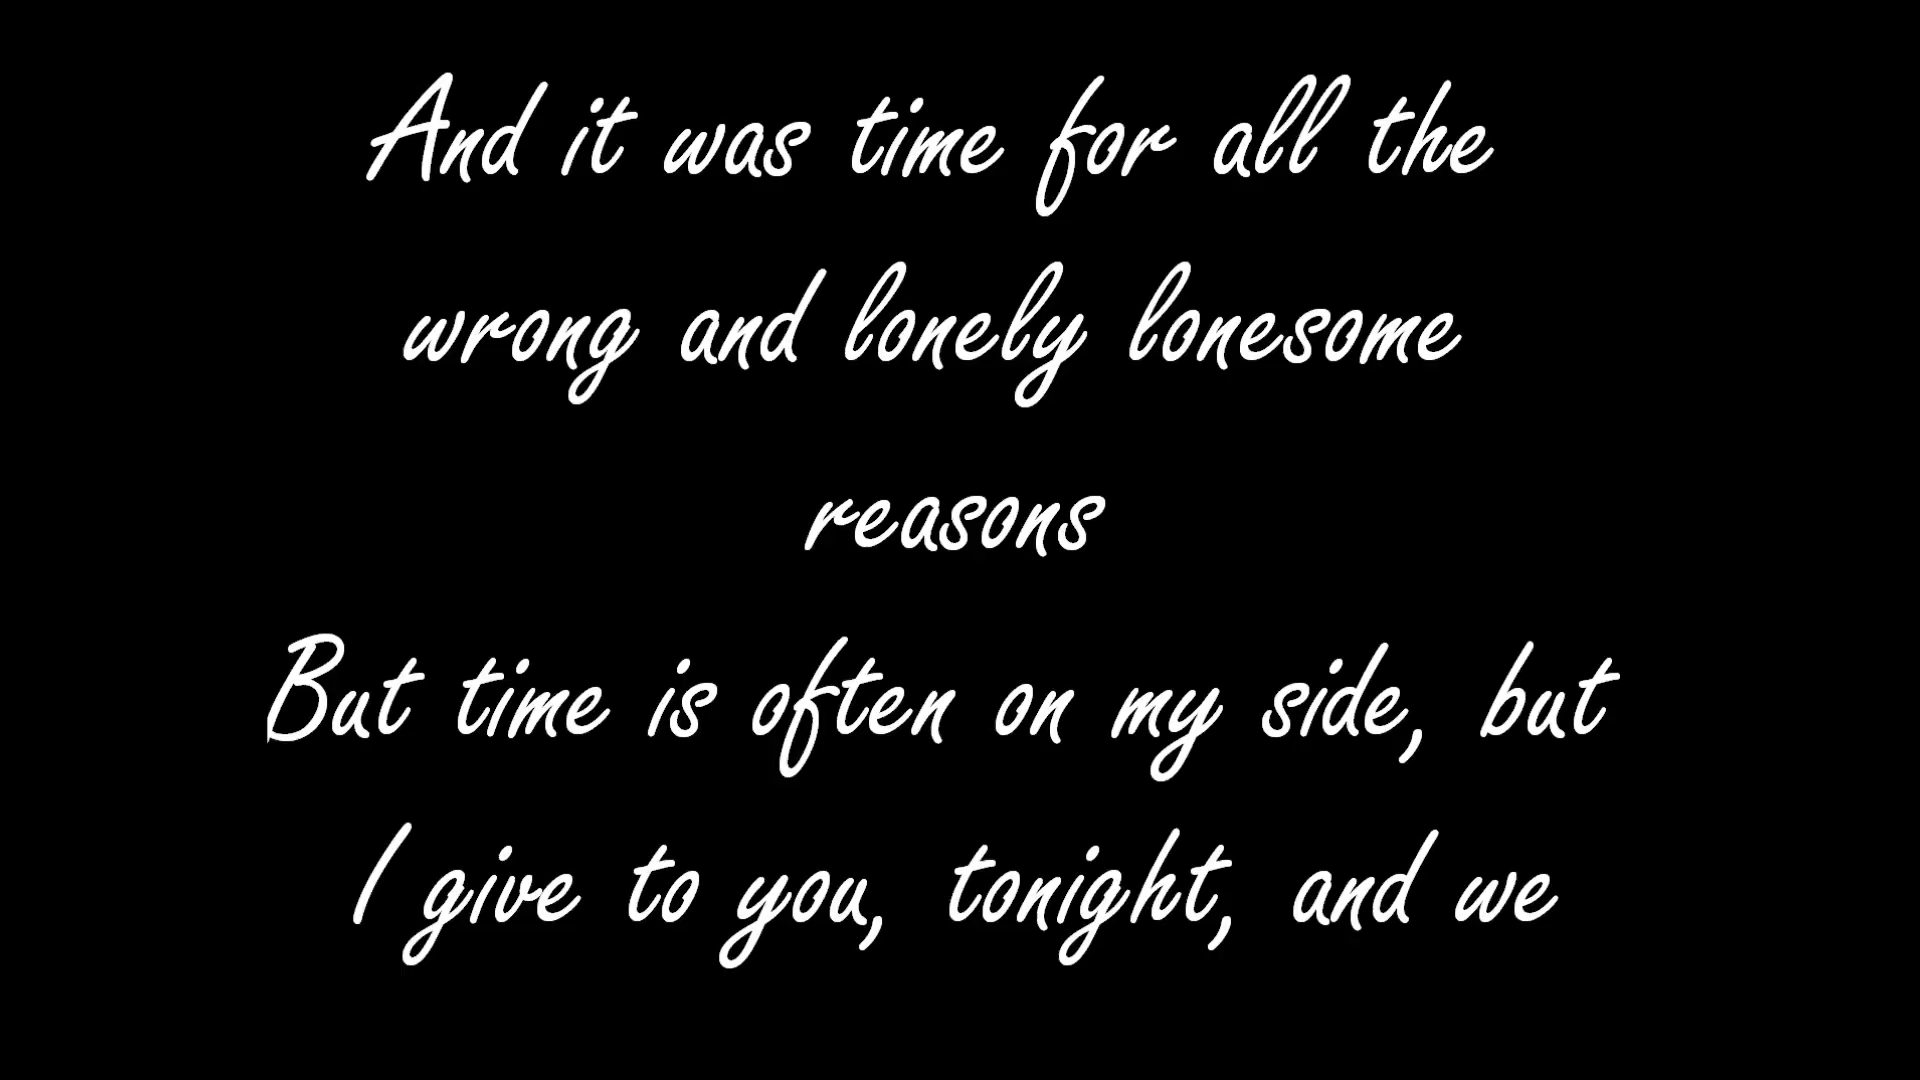 And it was time for all the
wrong and lonely lonesome
reasons
But time is often on my side, but
I give to you, tonight, and we